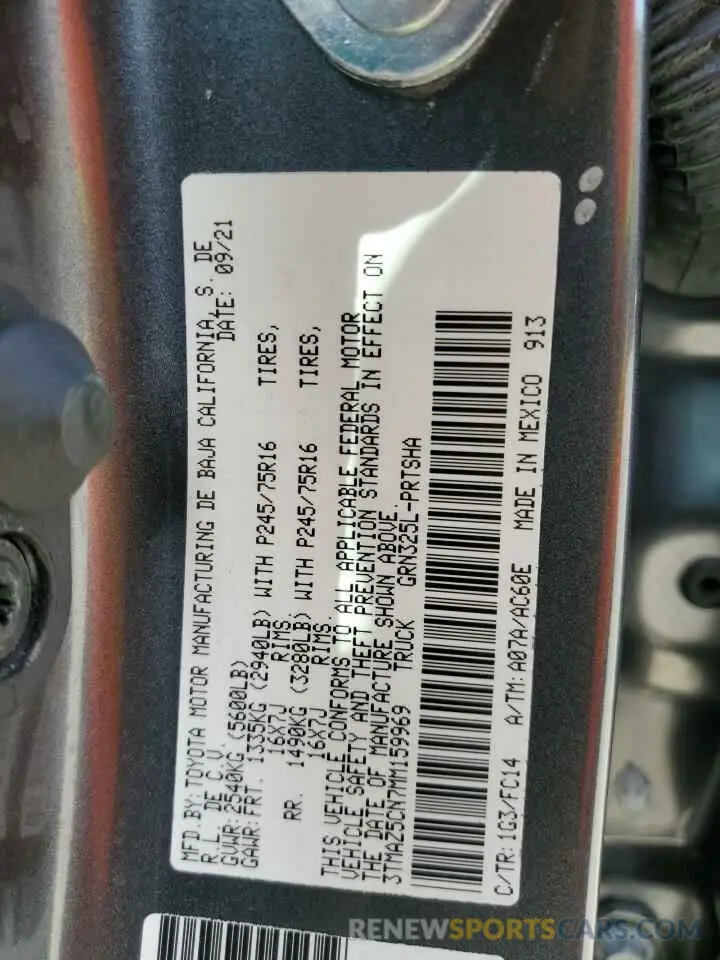 MFD.BY:TOYOTA MOTOR MANUFACTURING DE BAJA CALIFORNIA, S. DE
R.L. DE C.V. DATE: 09/21
GVWR:2540KG (5600LB)
GAWR:FRT. 1335KG (2940LB) WITH P245/75R16 TIRES,
16X7J RIMS.
RR. 1490KG (3280LB) WITH P245/75R16 TIRES,
16X7J RIMS.
THIS VEHICLE CONFORMS TO ALL APPLICABLE FEDERAL MOTOR
VEHICLE SAFETY AND THEFT PREVENTION STANDARDS IN EFFECT ON
THE DATE OF MANUFACTURE SHOWN ABOVE.
3TMAZ5CN7MM159969 TRUCK GRN325L-PRTSHA
C/TR:1G3/FC14 A/TM:A07A/AC60E MADE IN MEXICO 913
RENEWSPORTSCARS.COM